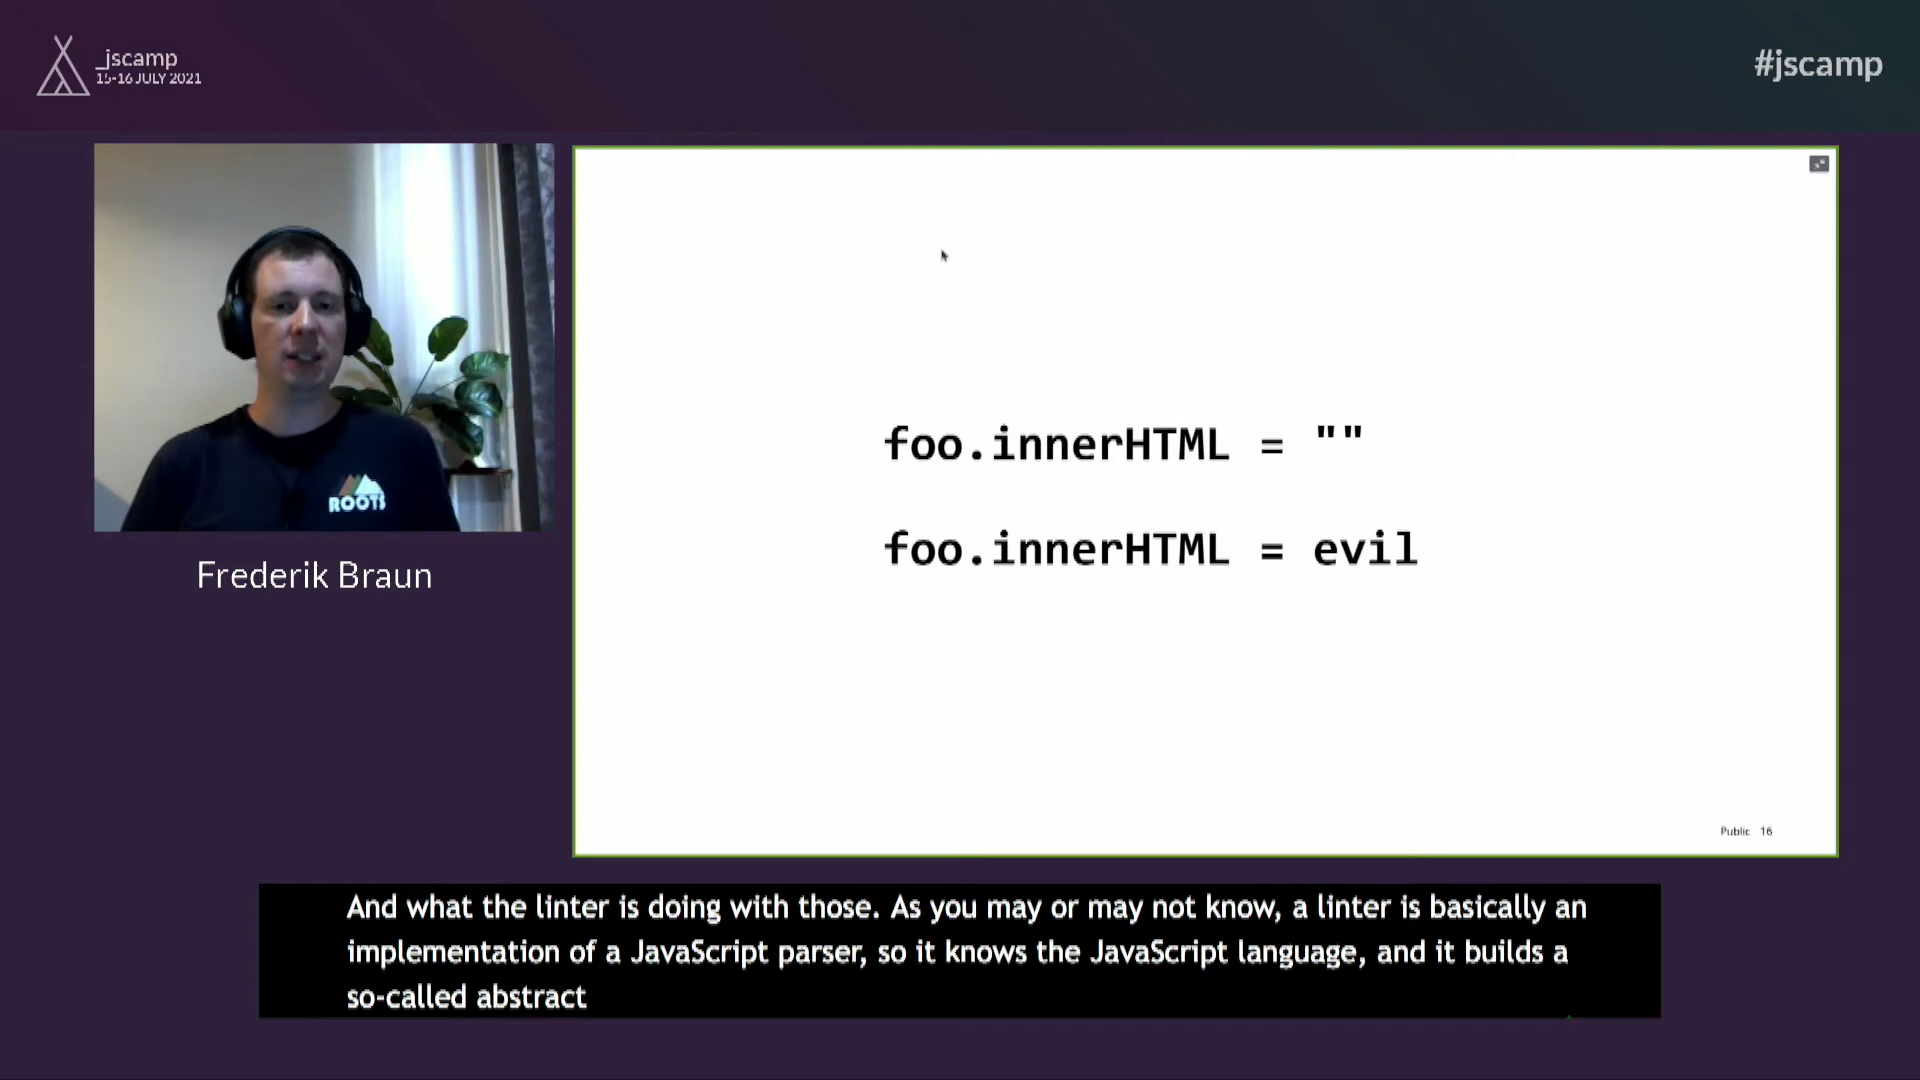 _jscamp
15-16 JULY 2021
#jscamp
ROOTS
Frederik Braun
foo.innerHTML = ""
foo.innerHTML = evil
Public 16
And what the linter is doing with those. As you may or may not know, a linter is basically an
implementation of a JavaScript parser, so it knows the JavaScript language, and it builds a
so-called abstract